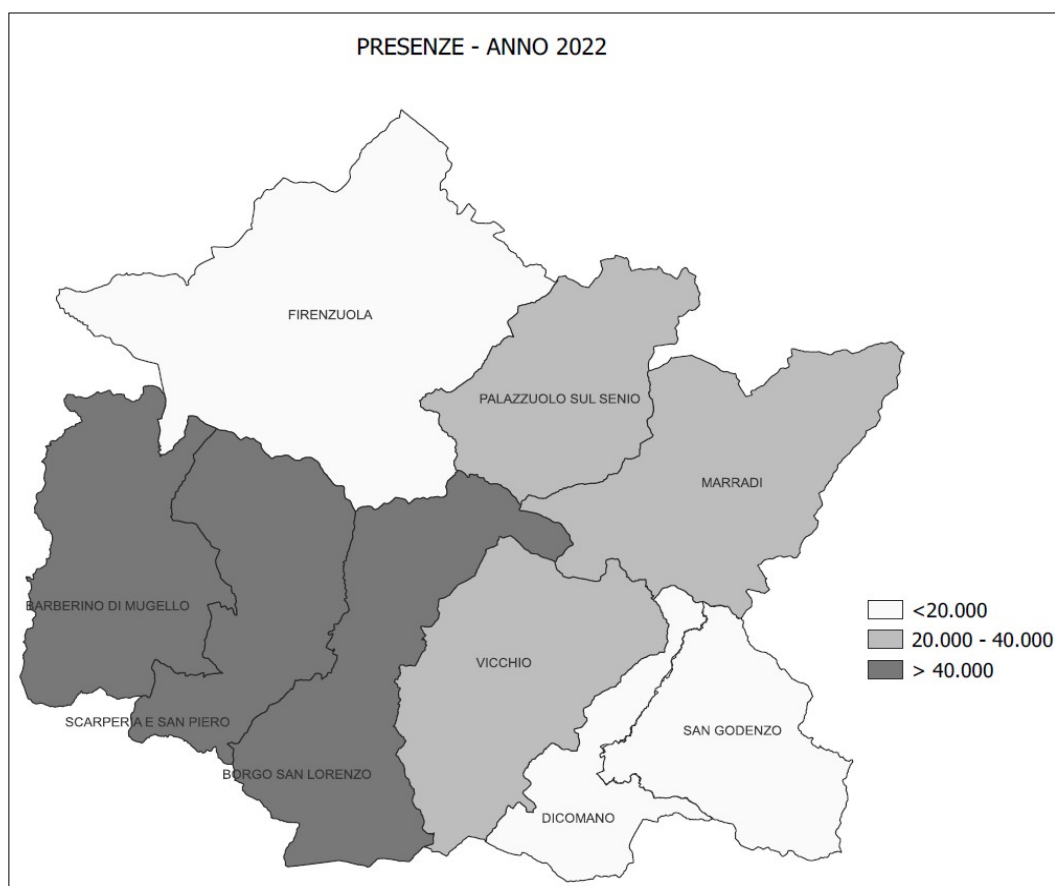 PRESENZE - ANNO 2022
FIRENZUOLA
PALAZZUOLO SUL SENIO
MARRADI
BARBERINO DI MUGELLO
<20.000
20.000 - 40.000
> 40.000
VICCHIO
SCARPERIA E SAN PIERO
SAN GODENZO
BORGO SAN LORENZO
DICOMANO